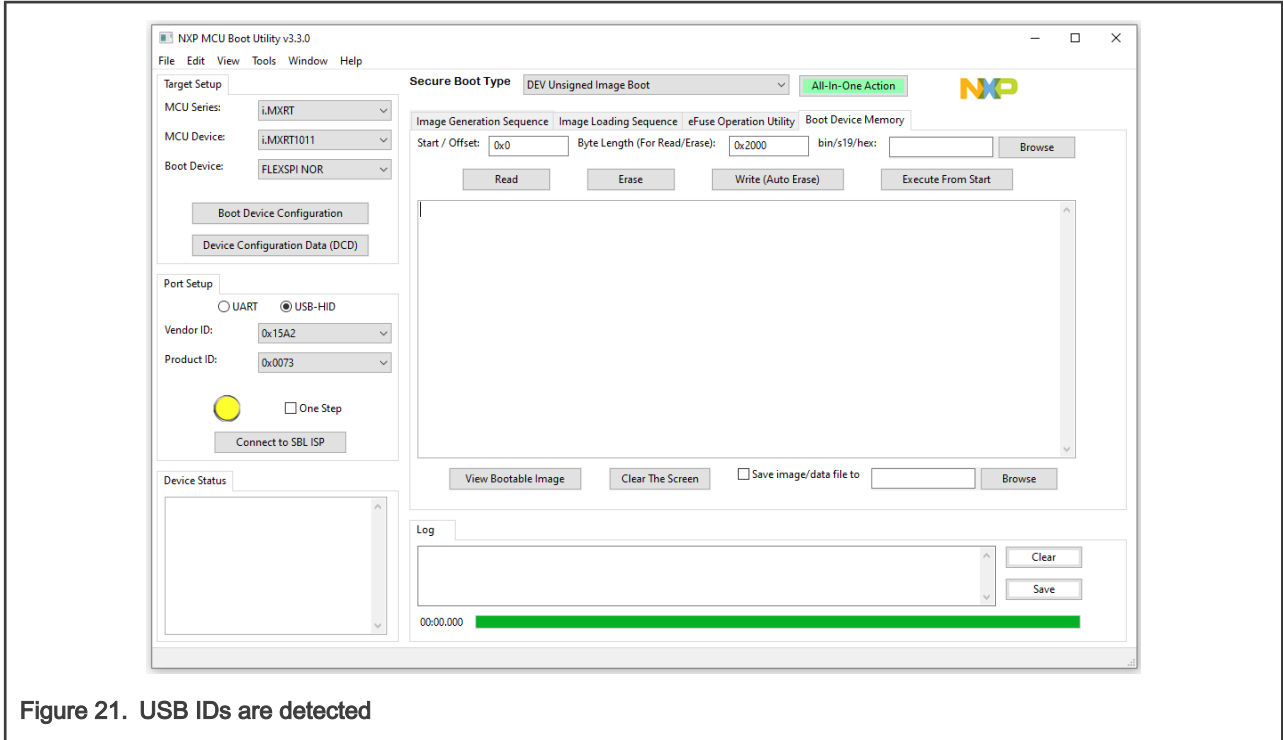 NXP MCU Boot Utility v3.3.0
File Edit View Tools Window Help
Target Setup
MCU Series: i.MXRT
MCU Device: i.MXRT1011
Boot Device: FLEXSPI NOR
Boot Device Configuration
Device Configuration Data (DCD)
Port Setup
UART USB-HID
Vendor ID: 0x15A2
Product ID: 0x0073
One Step
Connect to SBL ISP
Device Status
Secure Boot Type DEV Unsigned Image Boot All-In-One Action NXP
Image Generation Sequence Image Loading Sequence eFuse Operation Utility Boot Device Memory
Start / Offset: 0x0 Byte Length (For Read/Erase): 0x2000 bin/s19/hex: Browse
Read Erase Write (Auto Erase) Execute From Start
View Bootable Image Clear The Screen Save image/data file to Browse
Log
Clear
Save
00:00.000
Figure 21. USB IDs are detected